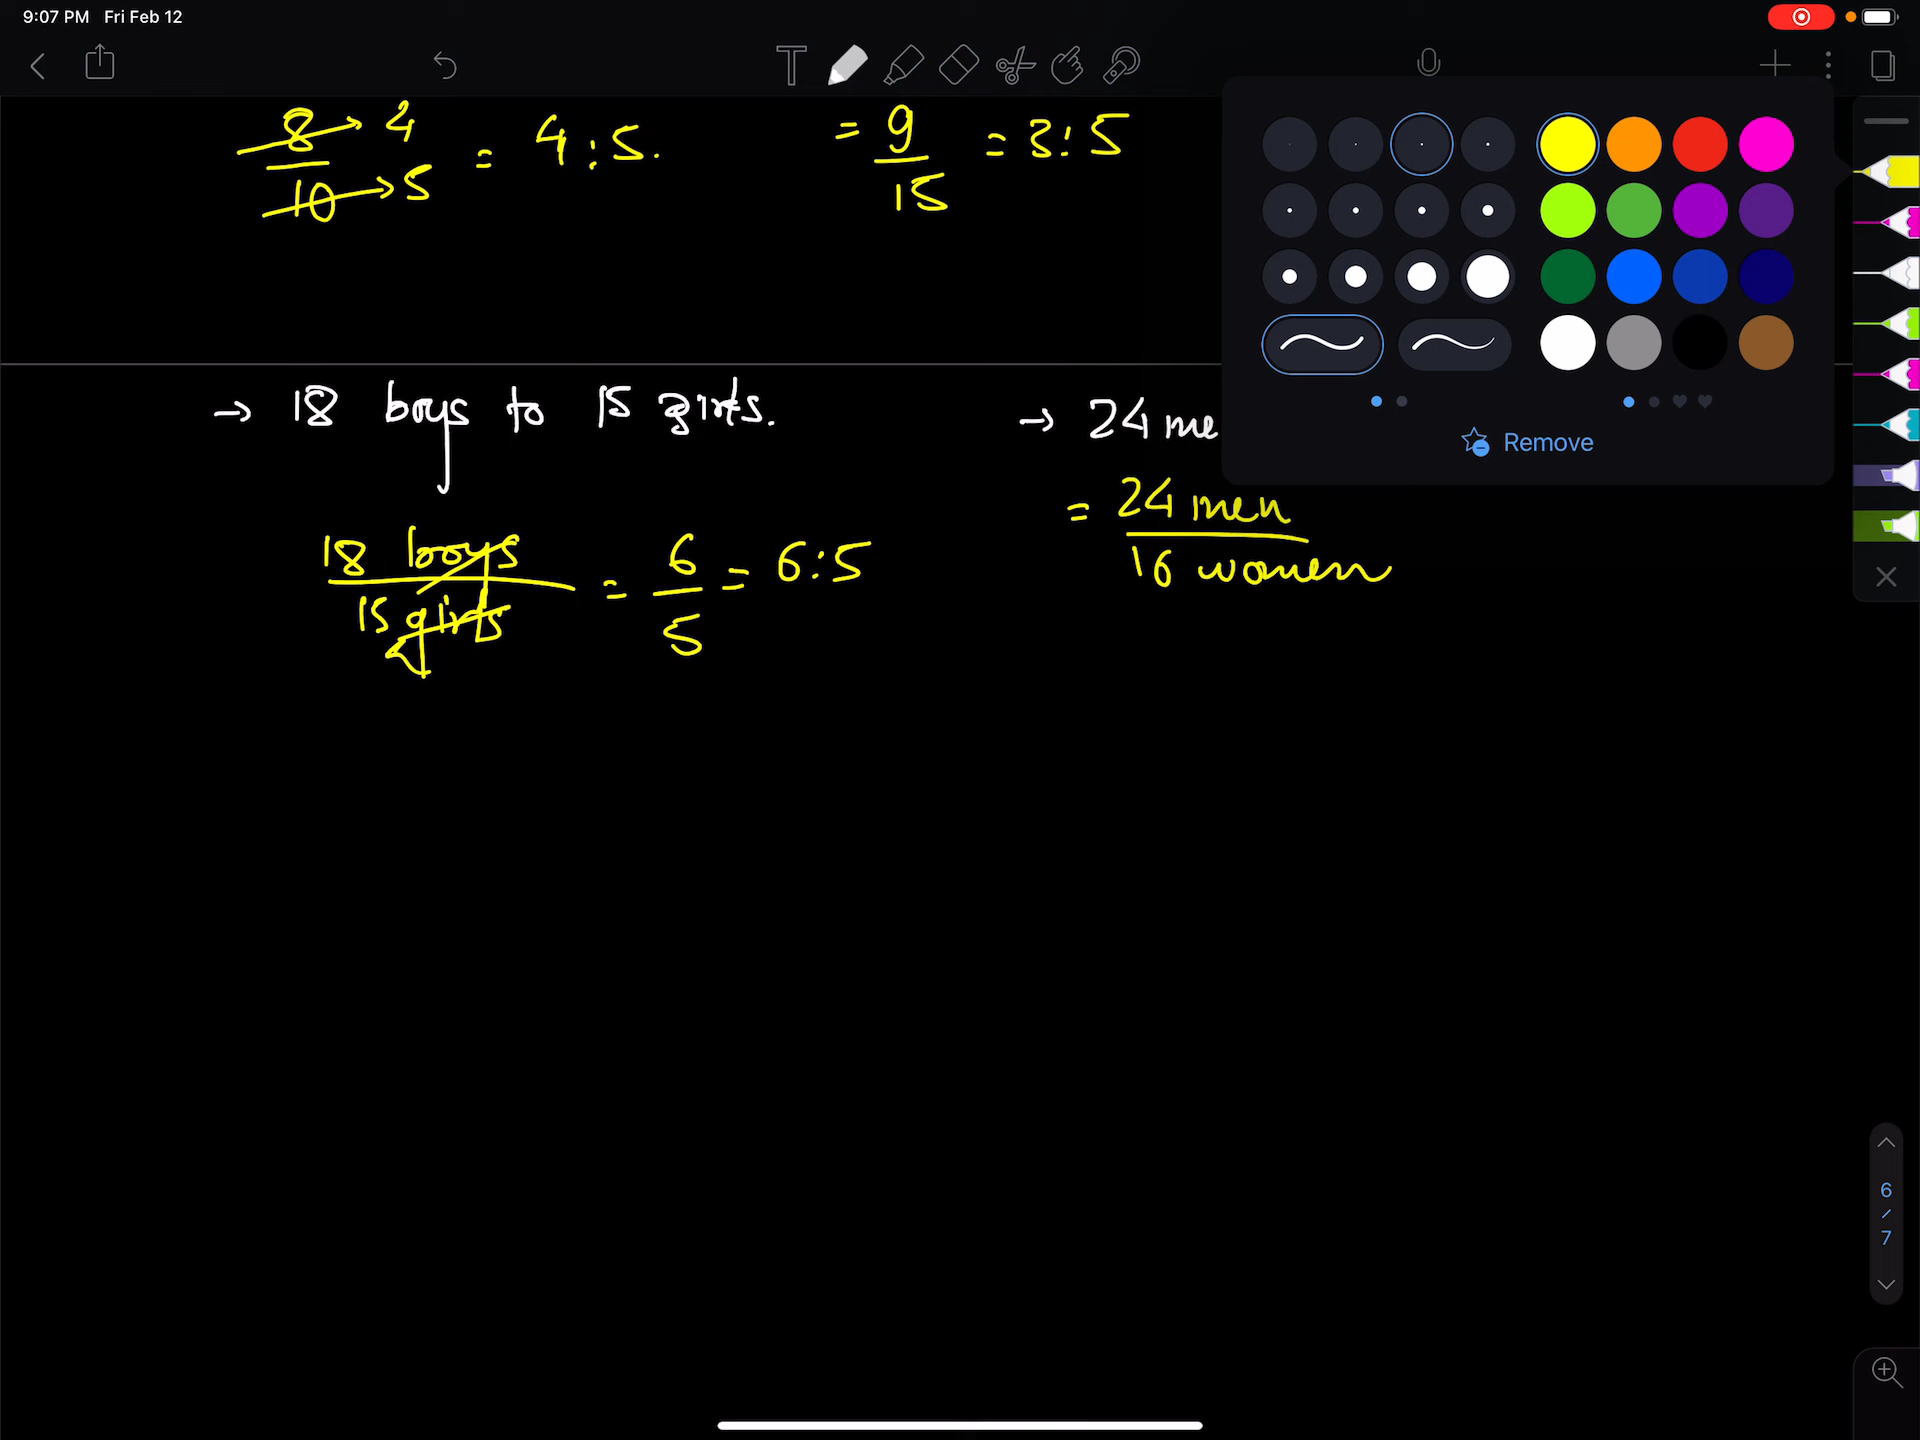 9:07 PM Fri Feb 12
8 → 4
10 → 5
= 4:5.
= 9/15 = 3:5
→ 18 boys to 15 girls.
18 boys / 15 girls = 6/5 = 6:5
→ 24 me
= 24 men / 16 women
Remove
6 / 7